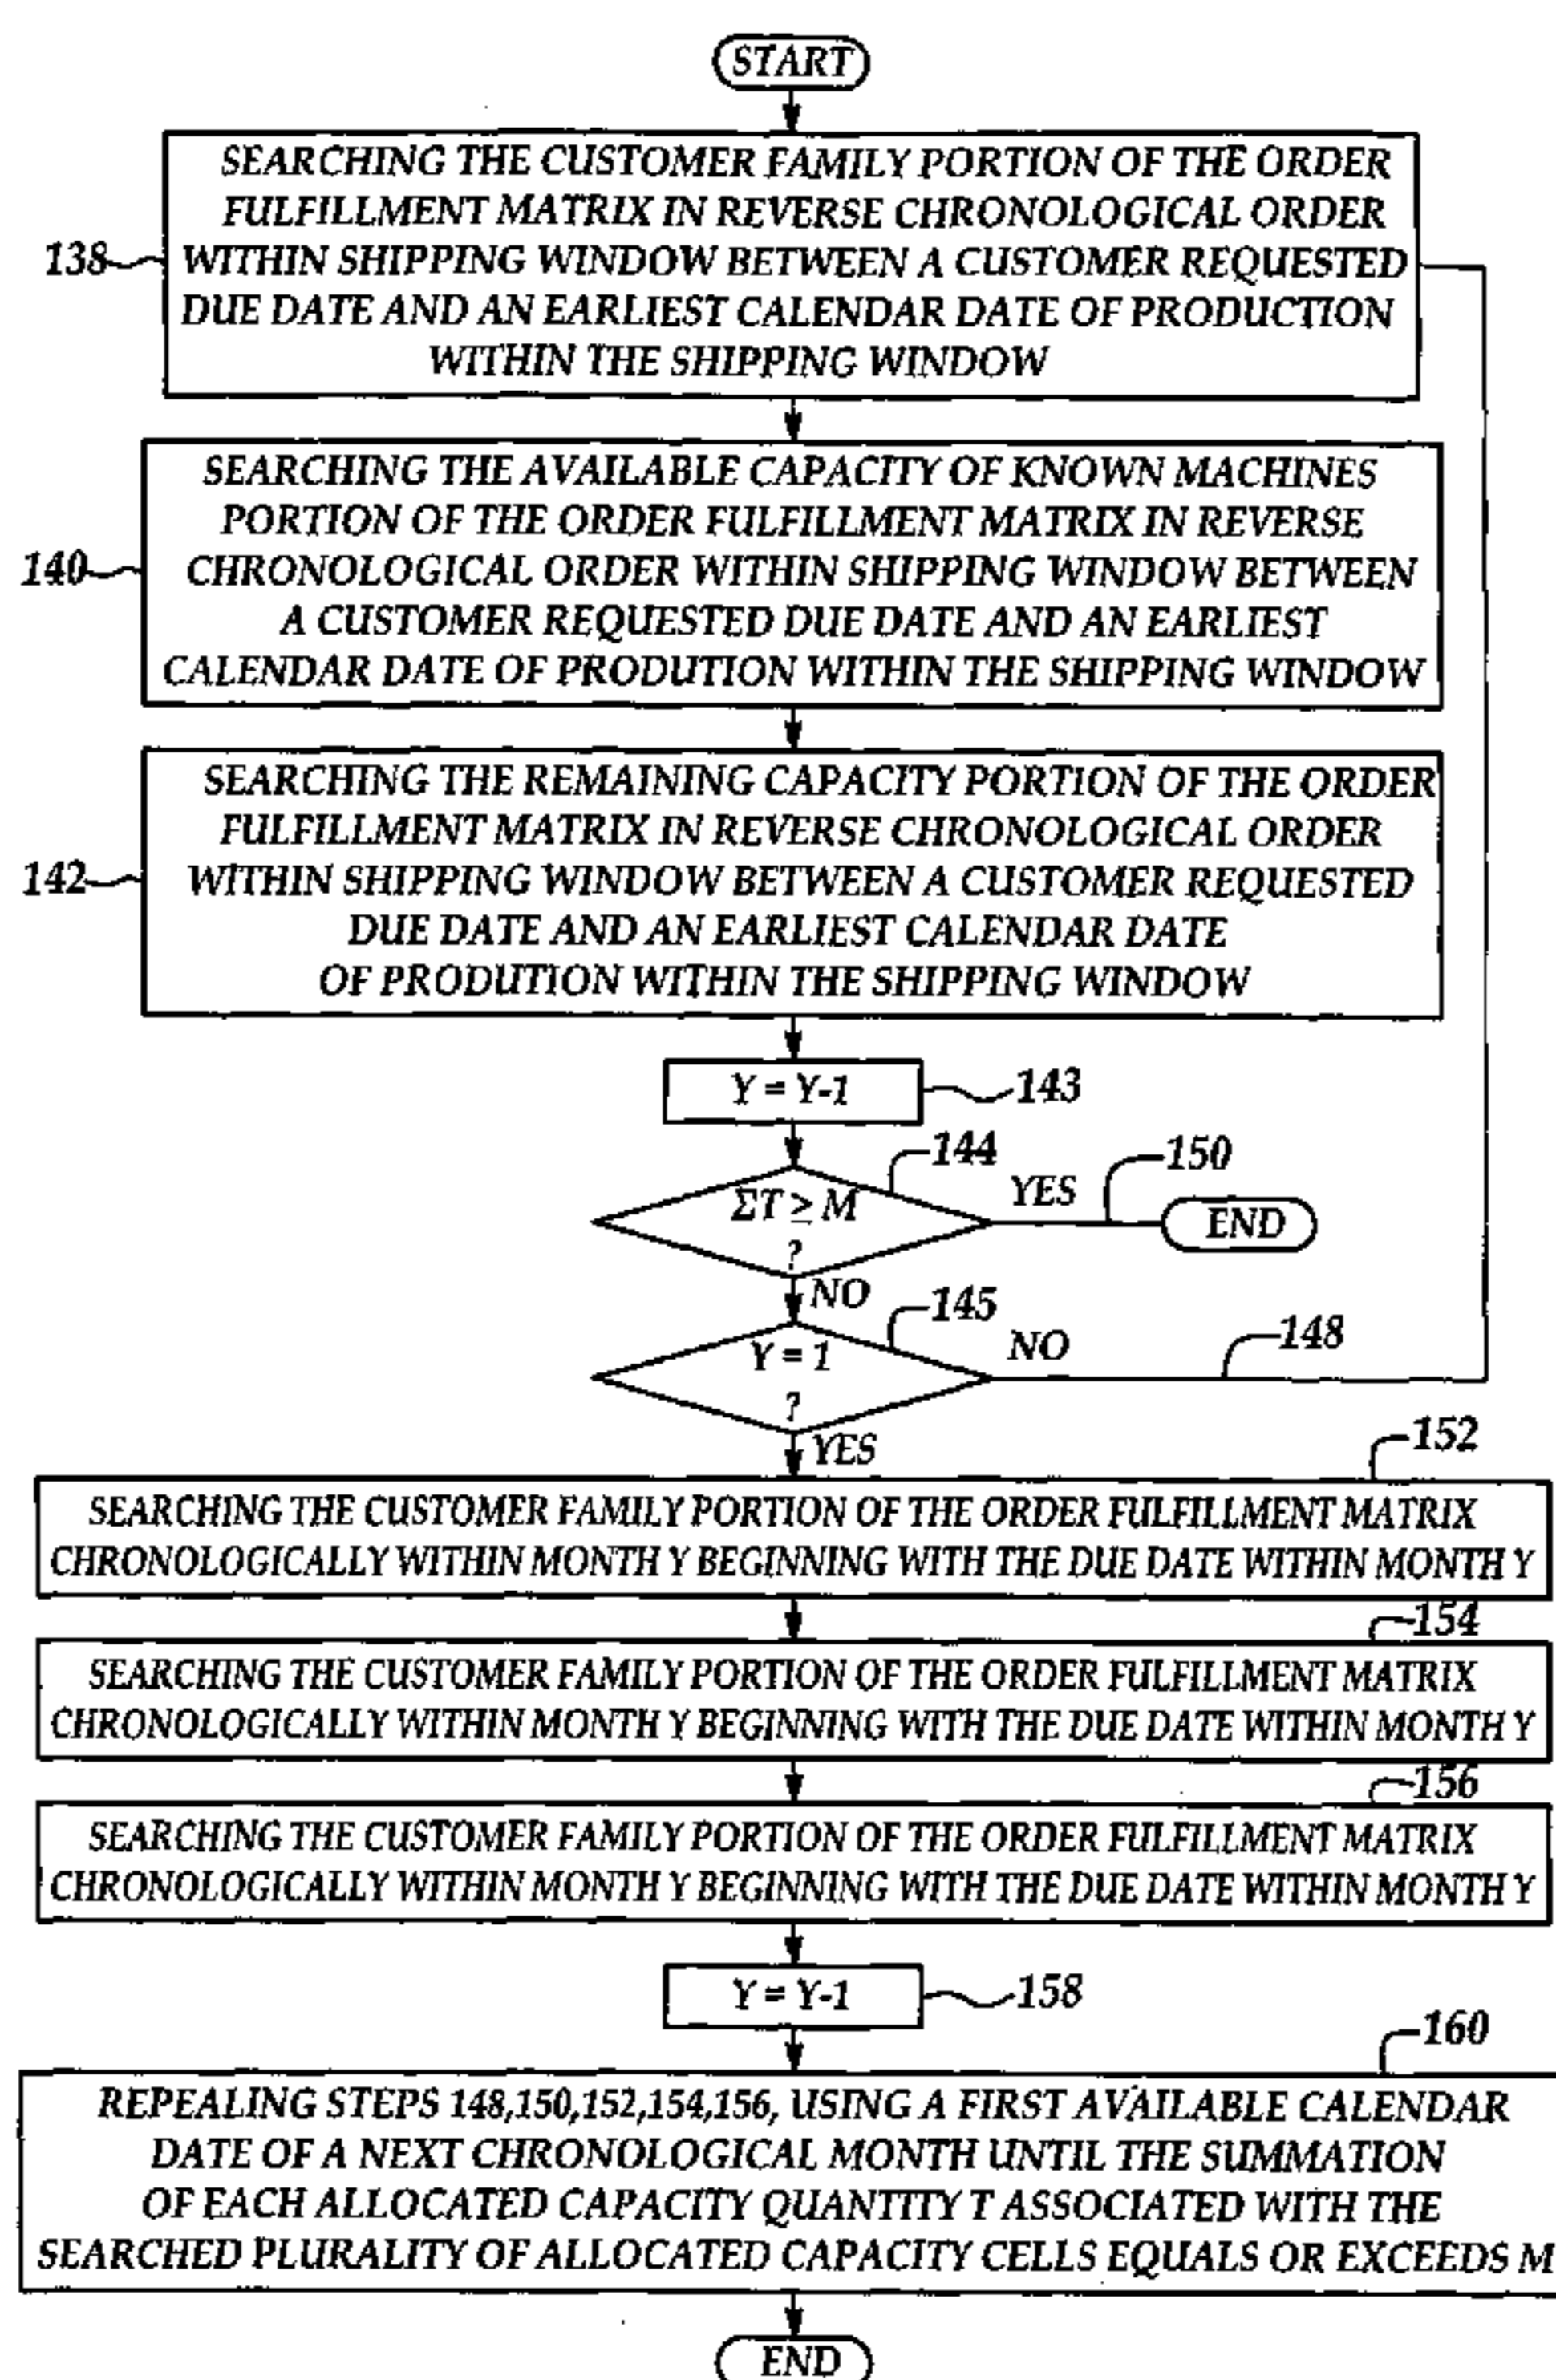 START
SEARCHING THE CUSTOMER FAMILY PORTION OF THE ORDER
FULFILLMENT MATRIX IN REVERSE CHRONOLOGICAL ORDER
138
WITHIN SHIPPING WINDOW BETWEEN A CUSTOMER REQUESTED
DUE DATE AND AN EARLIEST CALENDAR DATE OF PRODUCTION
WITHIN THE SHIPPING WINDOW
SEARCHING THE AVAILABLE CAPACITY OF KNOWN MACHINES
PORTION OF THE ORDER FULFILLMENT MATRIX IN REVERSE
140
CHRONOLOGICAL ORDER WITHIN SHIPPING WINDOW BETWEEN
A CUSTOMER REQUESTED DUE DATE AND AN EARLIEST
CALENDAR DATE OF PRODUTION WITHIN THE SHIPPING WINDOW
SEARCHING THE REMAINING CAPACITY PORTION OF THE ORDER
FULFILLMENT MATRIX IN REVERSE CHRONOLOGICAL ORDER
142
WITHIN SHIPPING WINDOW BETWEEN A CUSTOMER REQUESTED
DUE DATE AND AN EARLIEST CALENDAR DATE
OF PRODUTION WITHIN THE SHIPPING WINDOW
Y = Y-1
143
144
150
ΣT ≥ M
?
YES
END
NO
145
Y = 1
?
NO
148
YES
152
SEARCHING THE CUSTOMER FAMILY PORTION OF THE ORDER FULFILLMENT MATRIX
CHRONOLOGICALLY WITHIN MONTH Y BEGINNING WITH THE DUE DATE WITHIN MONTH Y
154
SEARCHING THE CUSTOMER FAMILY PORTION OF THE ORDER FULFILLMENT MATRIX
CHRONOLOGICALLY WITHIN MONTH Y BEGINNING WITH THE DUE DATE WITHIN MONTH Y
156
SEARCHING THE CUSTOMER FAMILY PORTION OF THE ORDER FULFILLMENT MATRIX
CHRONOLOGICALLY WITHIN MONTH Y BEGINNING WITH THE DUE DATE WITHIN MONTH Y
Y = Y-1
158
160
REPEALING STEPS 148,150,152,154,156, USING A FIRST AVAILABLE CALENDAR
DATE OF A NEXT CHRONOLOGICAL MONTH UNTIL THE SUMMATION
OF EACH ALLOCATED CAPACITY QUANTITY T ASSOCIATED WITH THE
SEARCHED PLURALITY OF ALLOCATED CAPACITY CELLS EQUALS OR EXCEEDS M
END